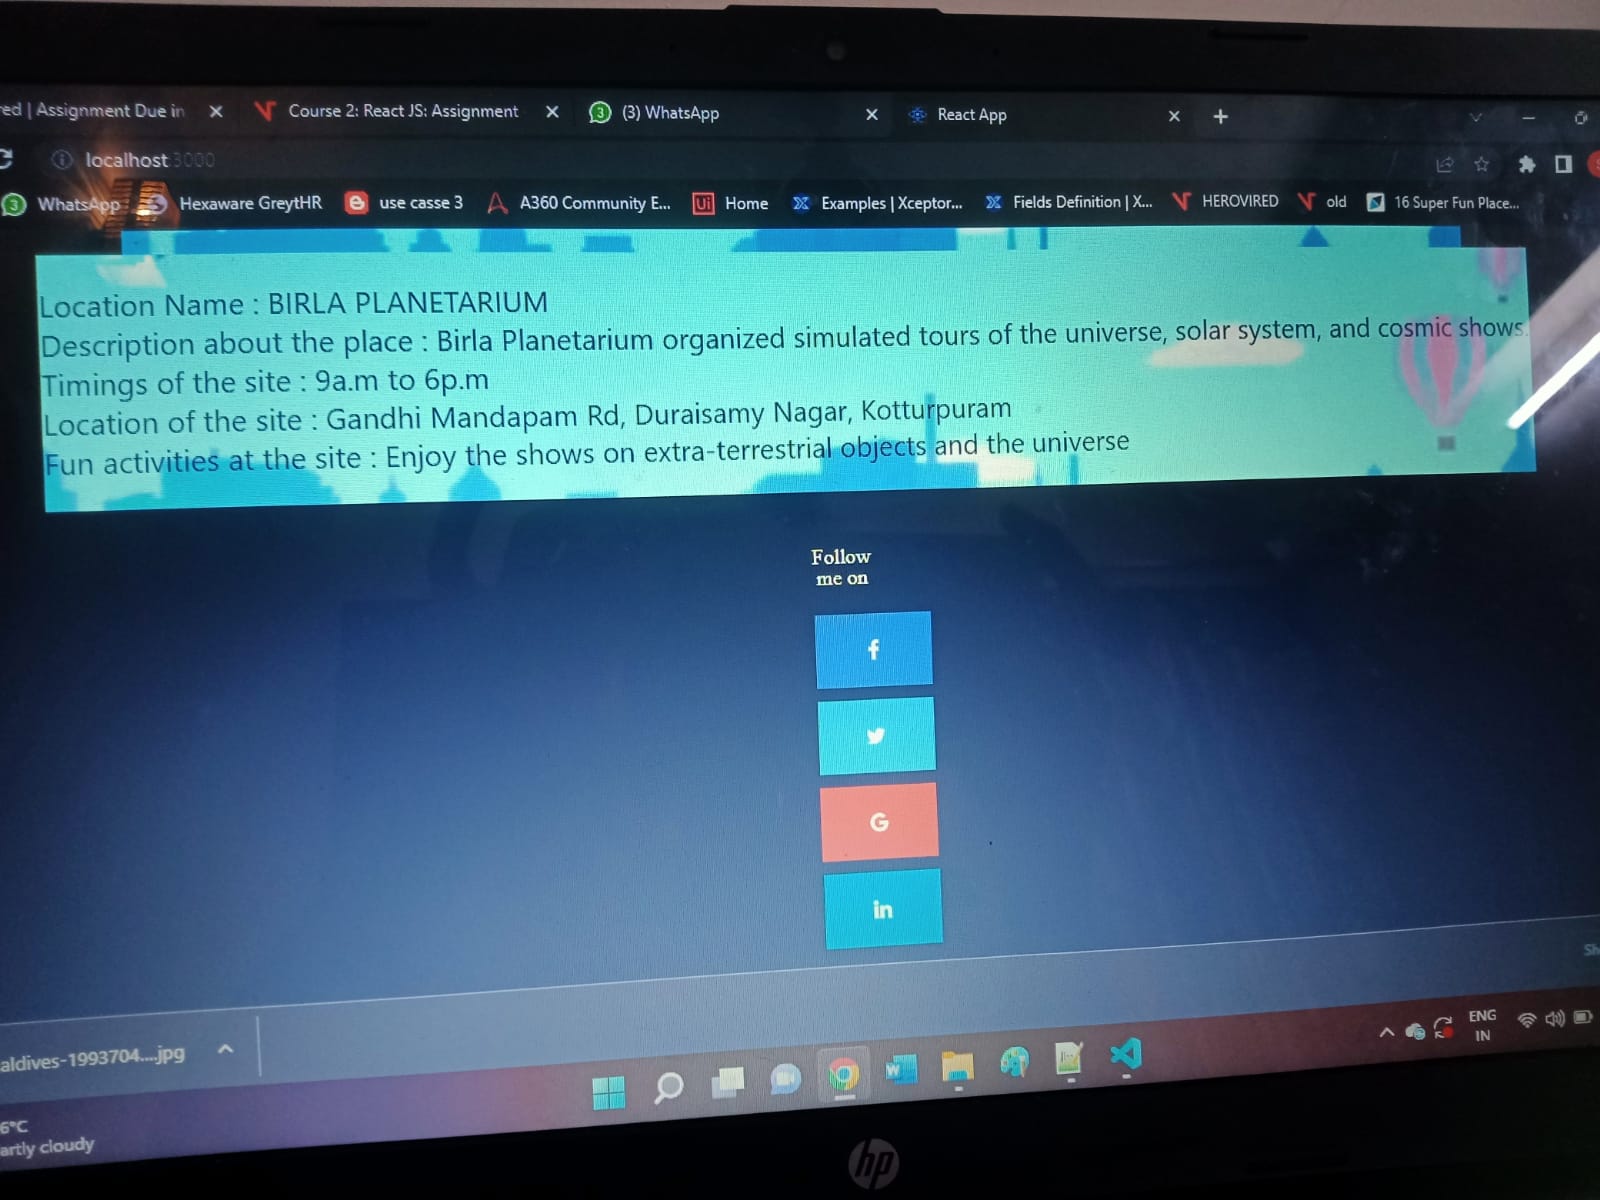 red | Assignment Due in
Course 2: React JS: Assignment
(3) WhatsApp
React App
localhost:3000
WhatsApp
Hexaware GreytHR
use casse 3
A360 Community E...
Home
Examples | Xceptor...
Fields Definition | X...
HEROVIRED
old
16 Super Fun Place...
Location Name : BIRLA PLANETARIUM
Description about the place : Birla Planetarium organized simulated tours of the universe, solar system, and cosmic shows.
Timings of the site : 9a.m to 6p.m
Location of the site : Gandhi Mandapam Rd, Duraisamy Nagar, Kotturpuram
Fun activities at the site : Enjoy the shows on extra-terrestrial objects and the universe
Follow
me on
f
G
in
aldives-1993704....jpg
Sh
ENG
IN
6°C
artly cloudy
hp